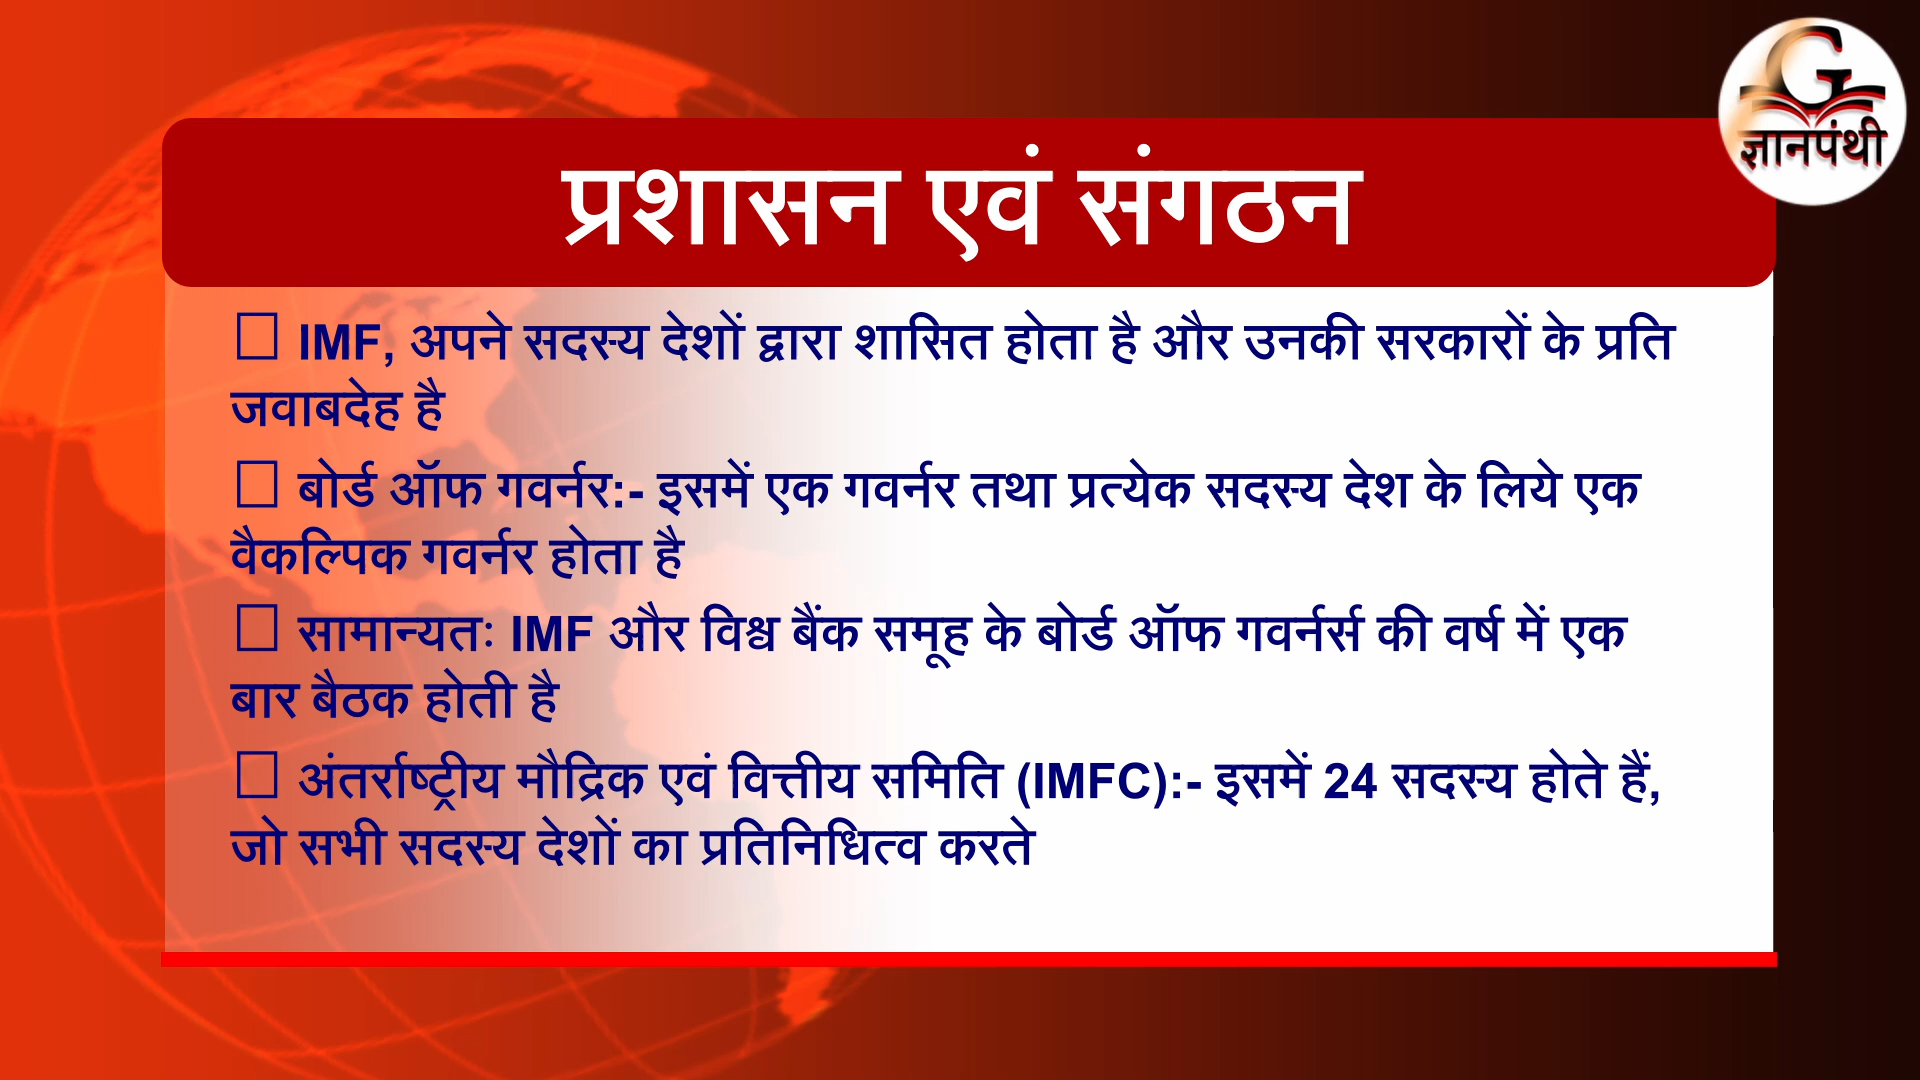 G
ज्ञानपंथी
प्रशासन एवं संगठन
□ IMF, अपने सदस्य देशों द्वारा शासित होता है और उनकी सरकारों के प्रति
जवाबदेह है
□ बोर्ड ऑफ गवर्नर:- इसमें एक गवर्नर तथा प्रत्येक सदस्य देश के लिये एक
वैकल्पिक गवर्नर होता है
□ सामान्यतः IMF और विश्व बैंक समूह के बोर्ड ऑफ गवर्नर्स की वर्ष में एक
बार बैठक होती है
□ अंतर्राष्ट्रीय मौद्रिक एवं वित्तीय समिति (IMFC):- इसमें 24 सदस्य होते हैं,
जो सभी सदस्य देशों का प्रतिनिधित्व करते